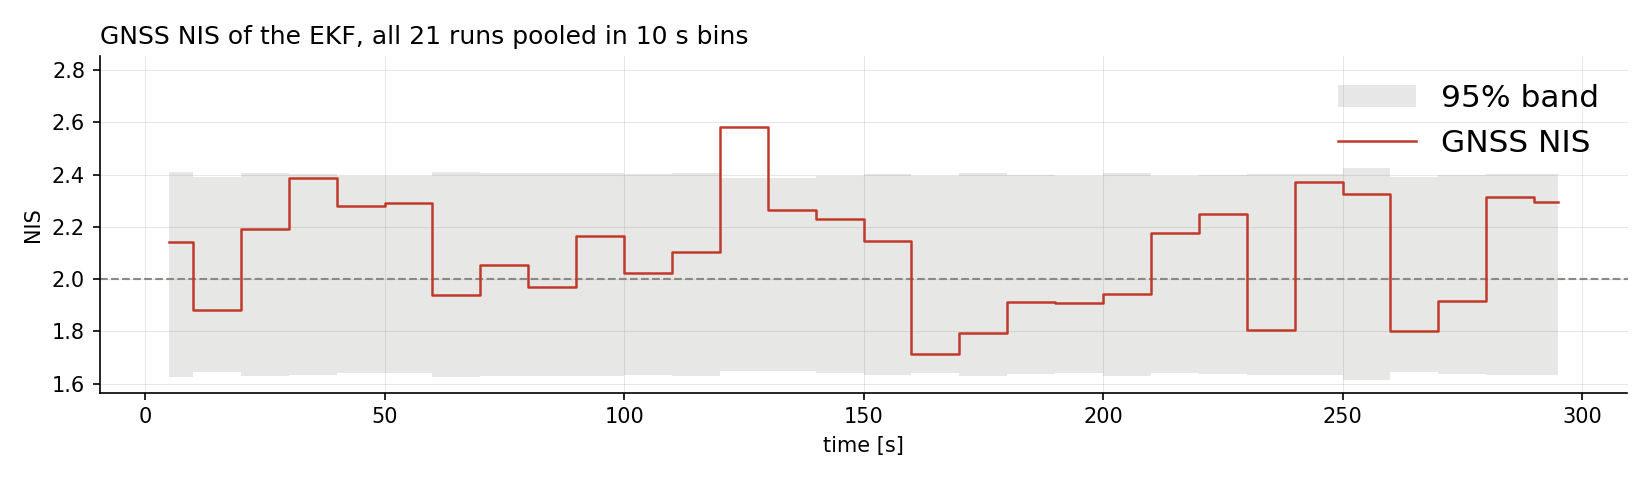 GNSS NIS of the EKF, all 21 runs pooled in 10 s bins
2.8
2.6
2.4
2.2
2.0
1.8
1.6
NIS
95% band
GNSS NIS
0
50
100
150
200
250
300
time [s]